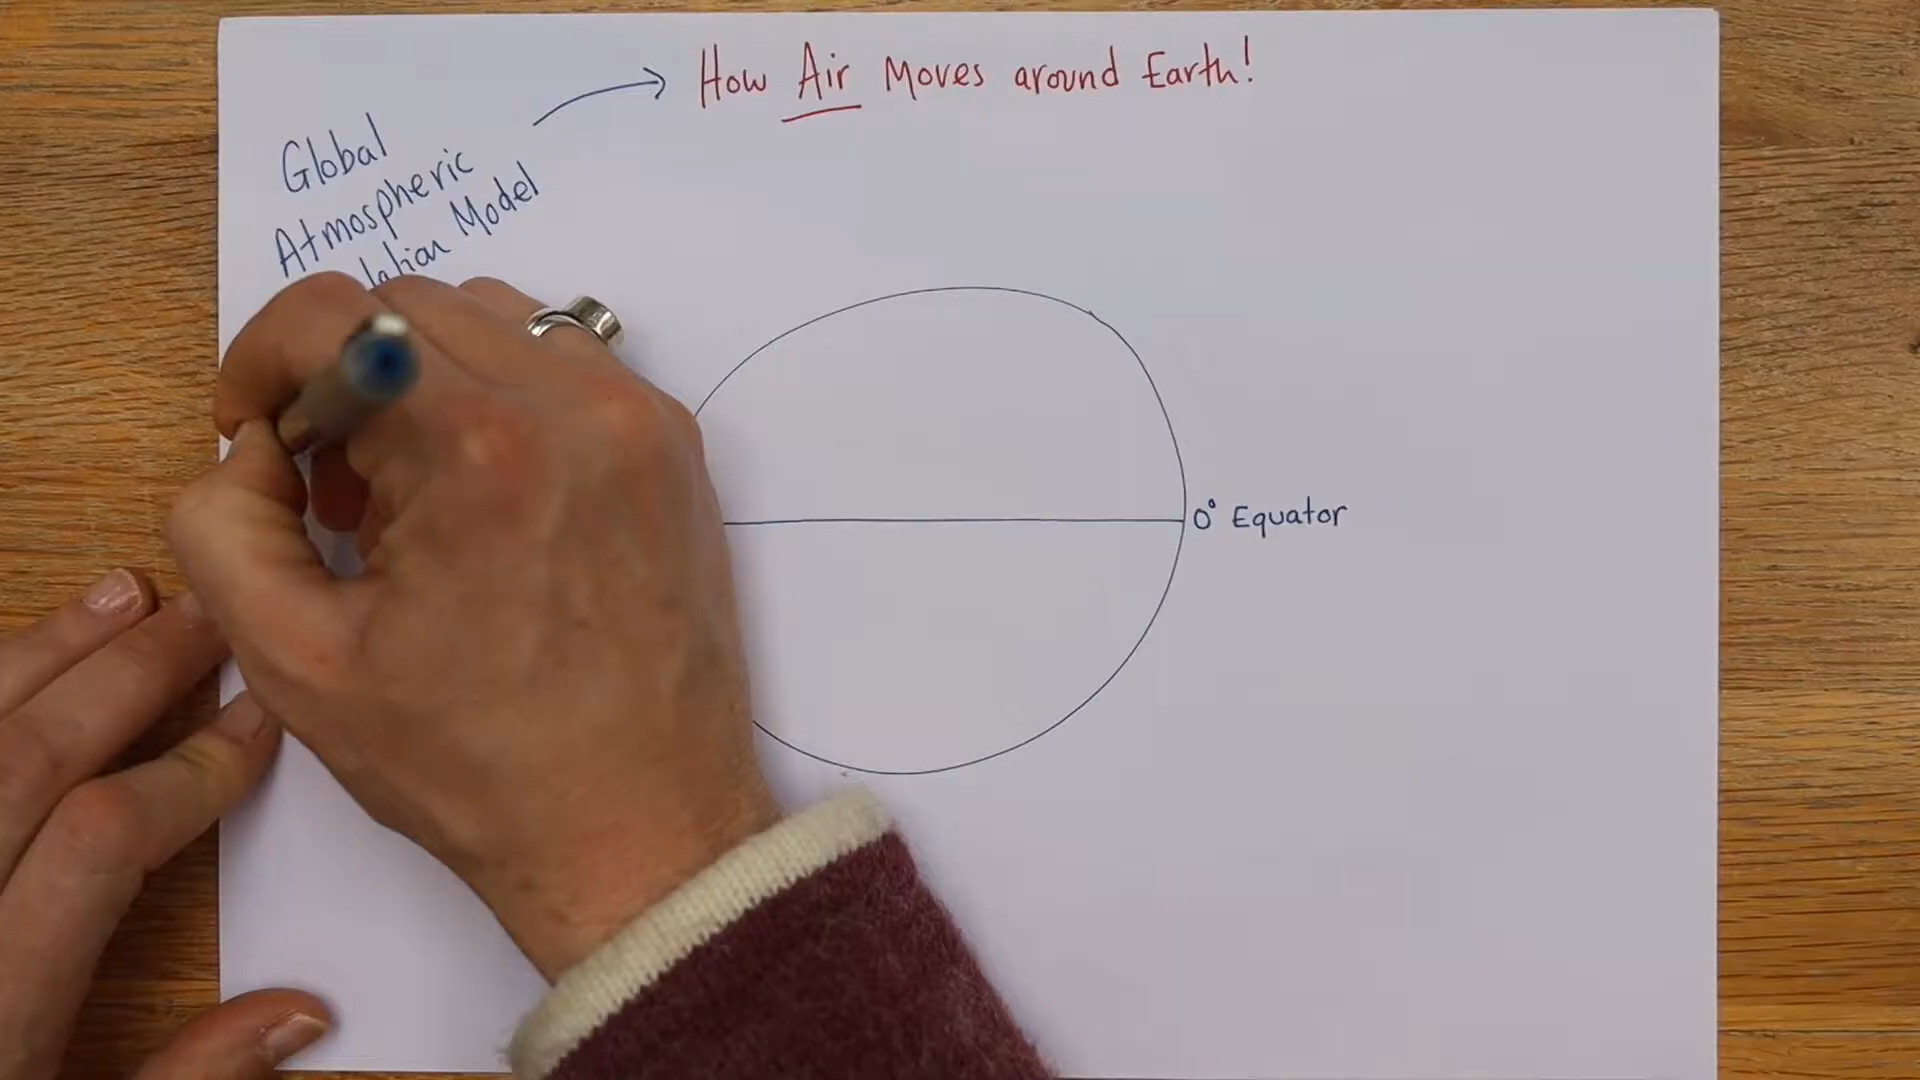 How Air Moves around Earth!
Global
Atmospheric
Model
0° Equator